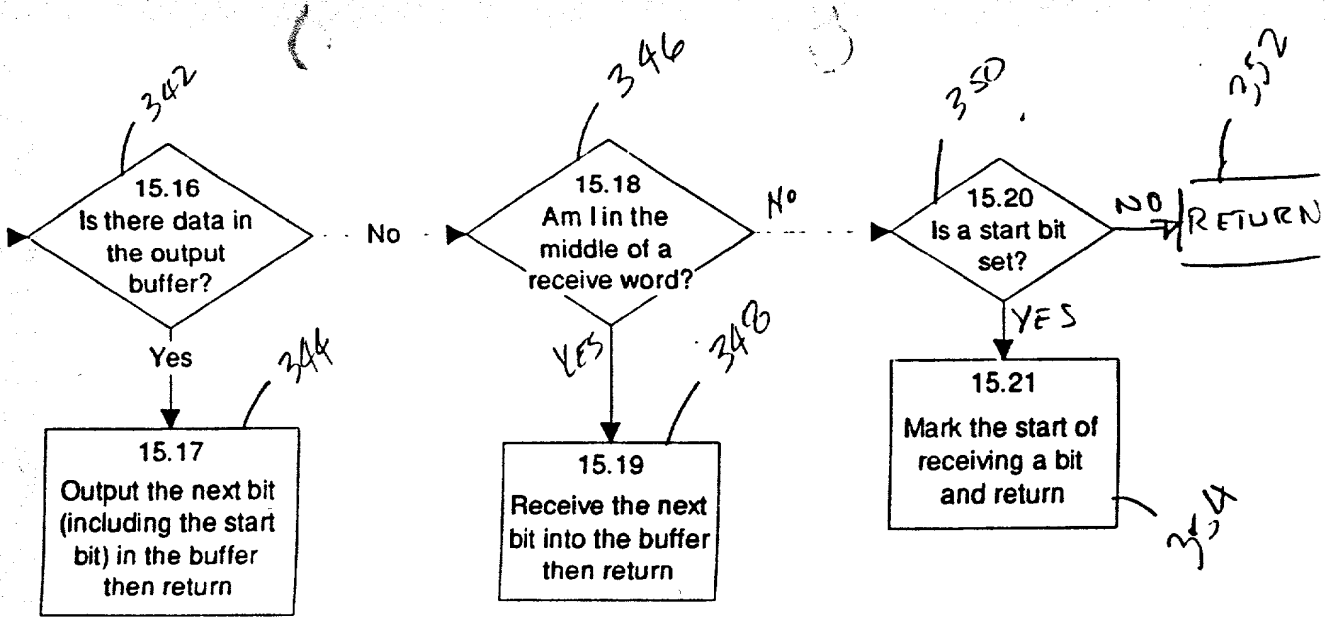 342
346
350
352
15.16
Is there data in
the output
buffer?
No
15.18
Am I in the
middle of a
receive word?
No
15.20
Is a start bit
set?
NO
RETURN
Yes
344
YES
348
YES
15.17
Output the next bit
(including the start
bit) in the buffer
then return
15.19
Receive the next
bit into the buffer
then return
15.21
Mark the start of
receiving a bit
and return
354